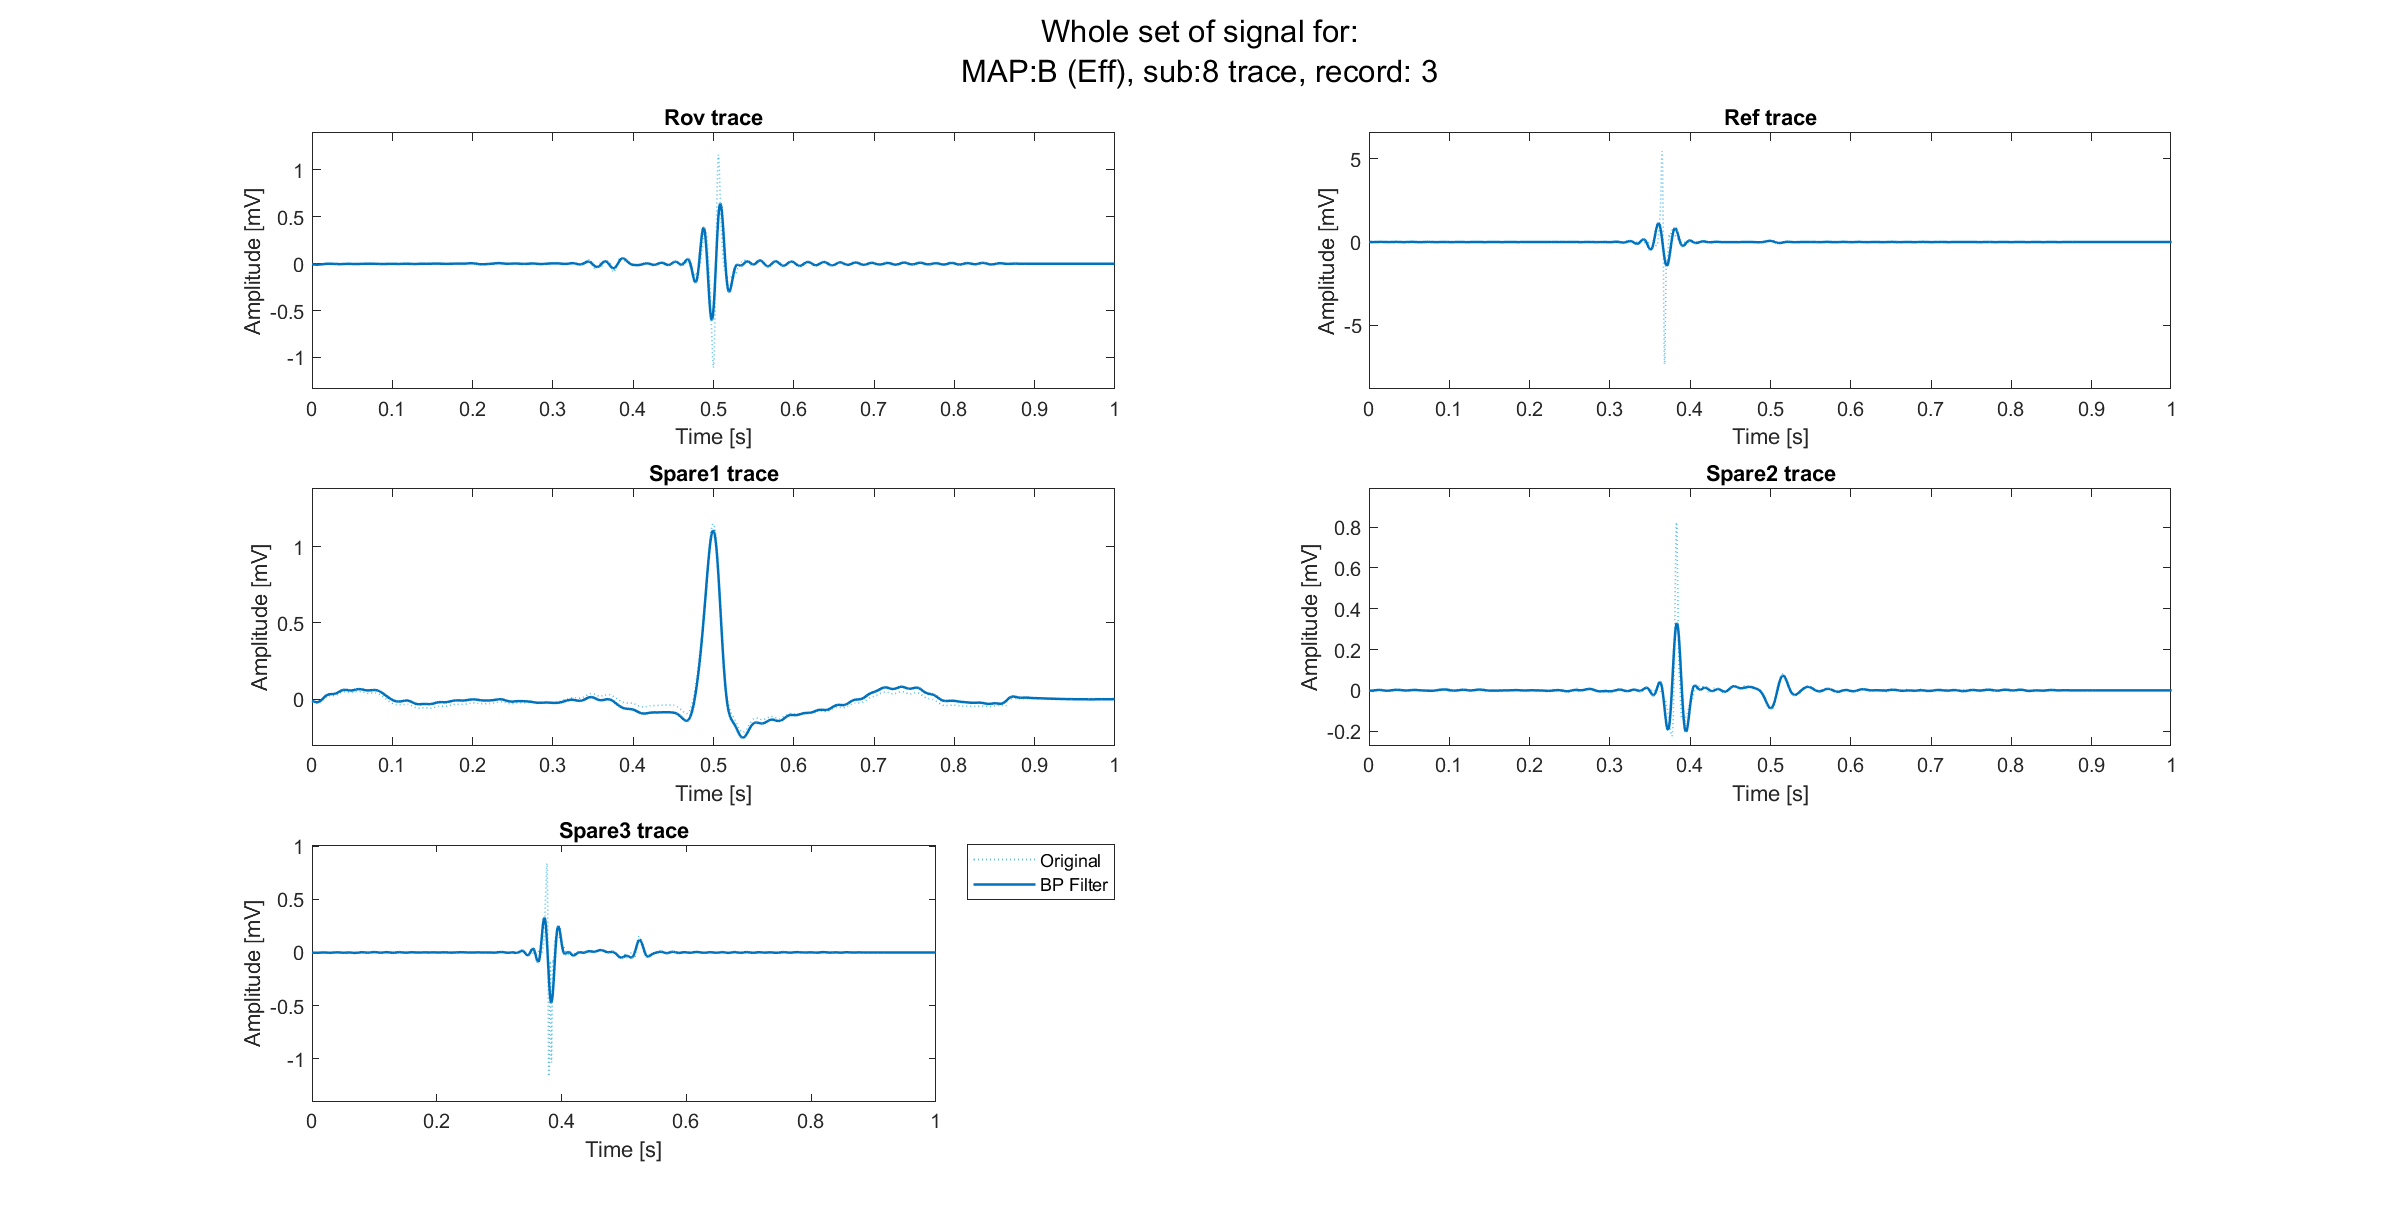 Whole set of signal for:
MAP:B (Eff), sub:8 trace, record: 3
Rov trace
Amplitude [mV]
1
0.5
0
-0.5
-1
0 0.1 0.2 0.3 0.4 0.5 0.6 0.7 0.8 0.9 1
Time [s]
Ref trace
Amplitude [mV]
5
0
-5
0 0.1 0.2 0.3 0.4 0.5 0.6 0.7 0.8 0.9 1
Time [s]
Spare1 trace
Amplitude [mV]
1
0.5
0
0 0.1 0.2 0.3 0.4 0.5 0.6 0.7 0.8 0.9 1
Time [s]
Spare2 trace
Amplitude [mV]
0.8
0.6
0.4
0.2
0
-0.2
0 0.1 0.2 0.3 0.4 0.5 0.6 0.7 0.8 0.9 1
Time [s]
Spare3 trace
Amplitude [mV]
1
0.5
0
-0.5
-1
0 0.2 0.4 0.6 0.8 1
Time [s]
Original
BP Filter